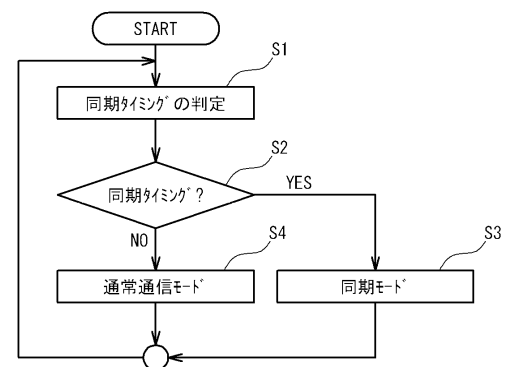 START
S1
同期ﾀｲﾐﾝｸﾞの判定
S2
同期ﾀｲﾐﾝｸﾞ?
YES
NO
S4
S3
通常通信ﾓｰﾄﾞ
同期ﾓｰﾄﾞ